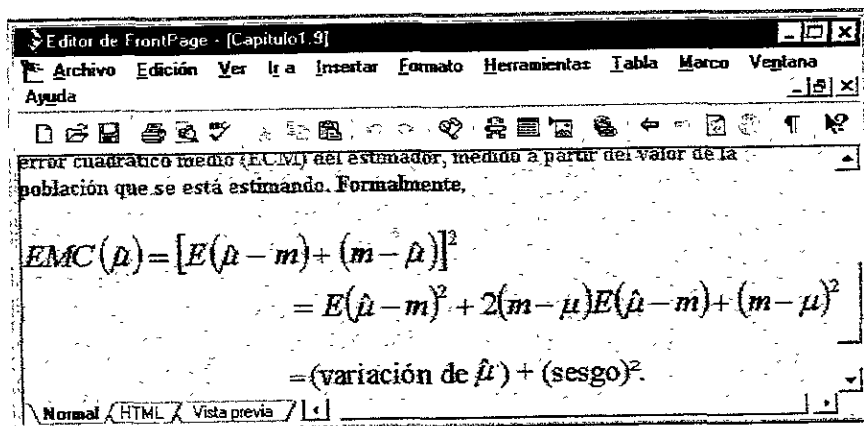 Editor de FrontPage - [Capitulo1.9]
Archivo Edición Ver Ir a Insertar Formato Herramientas Tabla Marco Ventana
Ayuda
error cuadrático medio (ECM) del estimador, medido a partir del valor de la
población que se está estimando. Formalmente,
EMC(μ̂) = [E(μ̂ − m) + (m − μ̂)]²
= E(μ̂ − m)² + 2(m − μ)E(μ̂ − m) + (m − μ)²
=(variación de μ̂) + (sesgo)².
Normal HTML Vista previa